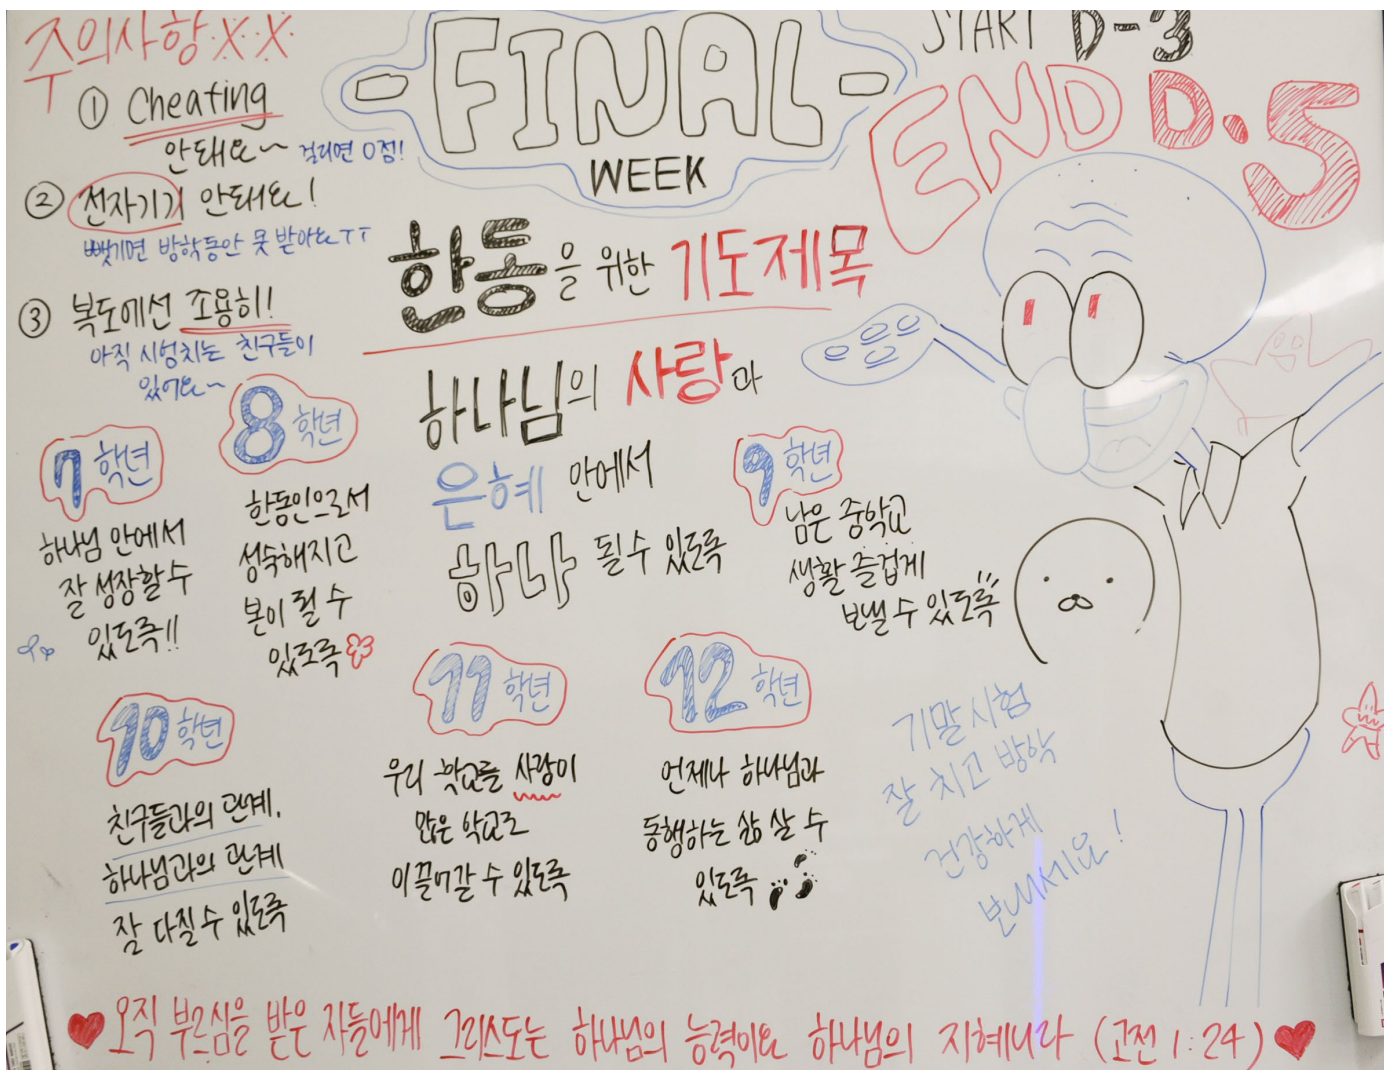 주의사항 X X
① Cheating
안돼요~ 걸리면 0점!
② 전자기기 안돼요!
뺏기면 방학동안 못 받아요ㅜㅜ
③ 복도에선 조용히!
아직 시험치는 친구들이
있어요~
FINAL
WEEK
START D-3
END D.5
한동을 위한 기도제목
하나님의 사랑과
은혜 안에서
하나 될 수 있도록
7학년
하나님 안에서
잘 성장할 수
있도록!!
8학년
한동인으로서
성숙해지고
본이 될 수
있도록
9학년
남은 중학교
생활 즐겁게
보낼 수 있도록
10학년
친구들과의 관계,
하나님과의 관계
잘 다질 수 있도록
11학년
우리 학교를 사랑이
많은 학교로
이끌어갈 수 있도록
12학년
언제나 하나님과
동행하는 삶 살 수
있도록
기말시험
잘 치고 방학
건강하게
보내세요!
오직 부르심을 받은 자들에게 그리스도는 하나님의 능력이요 하나님의 지혜니라 (고전 1:24)